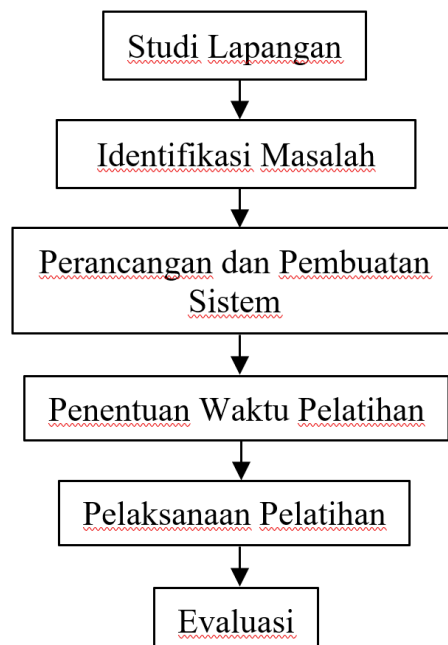 Studi Lapangan
Identifikasi Masalah
Perancangan dan Pembuatan
Sistem
Penentuan Waktu Pelatihan
Pelaksanaan Pelatihan
Evaluasi